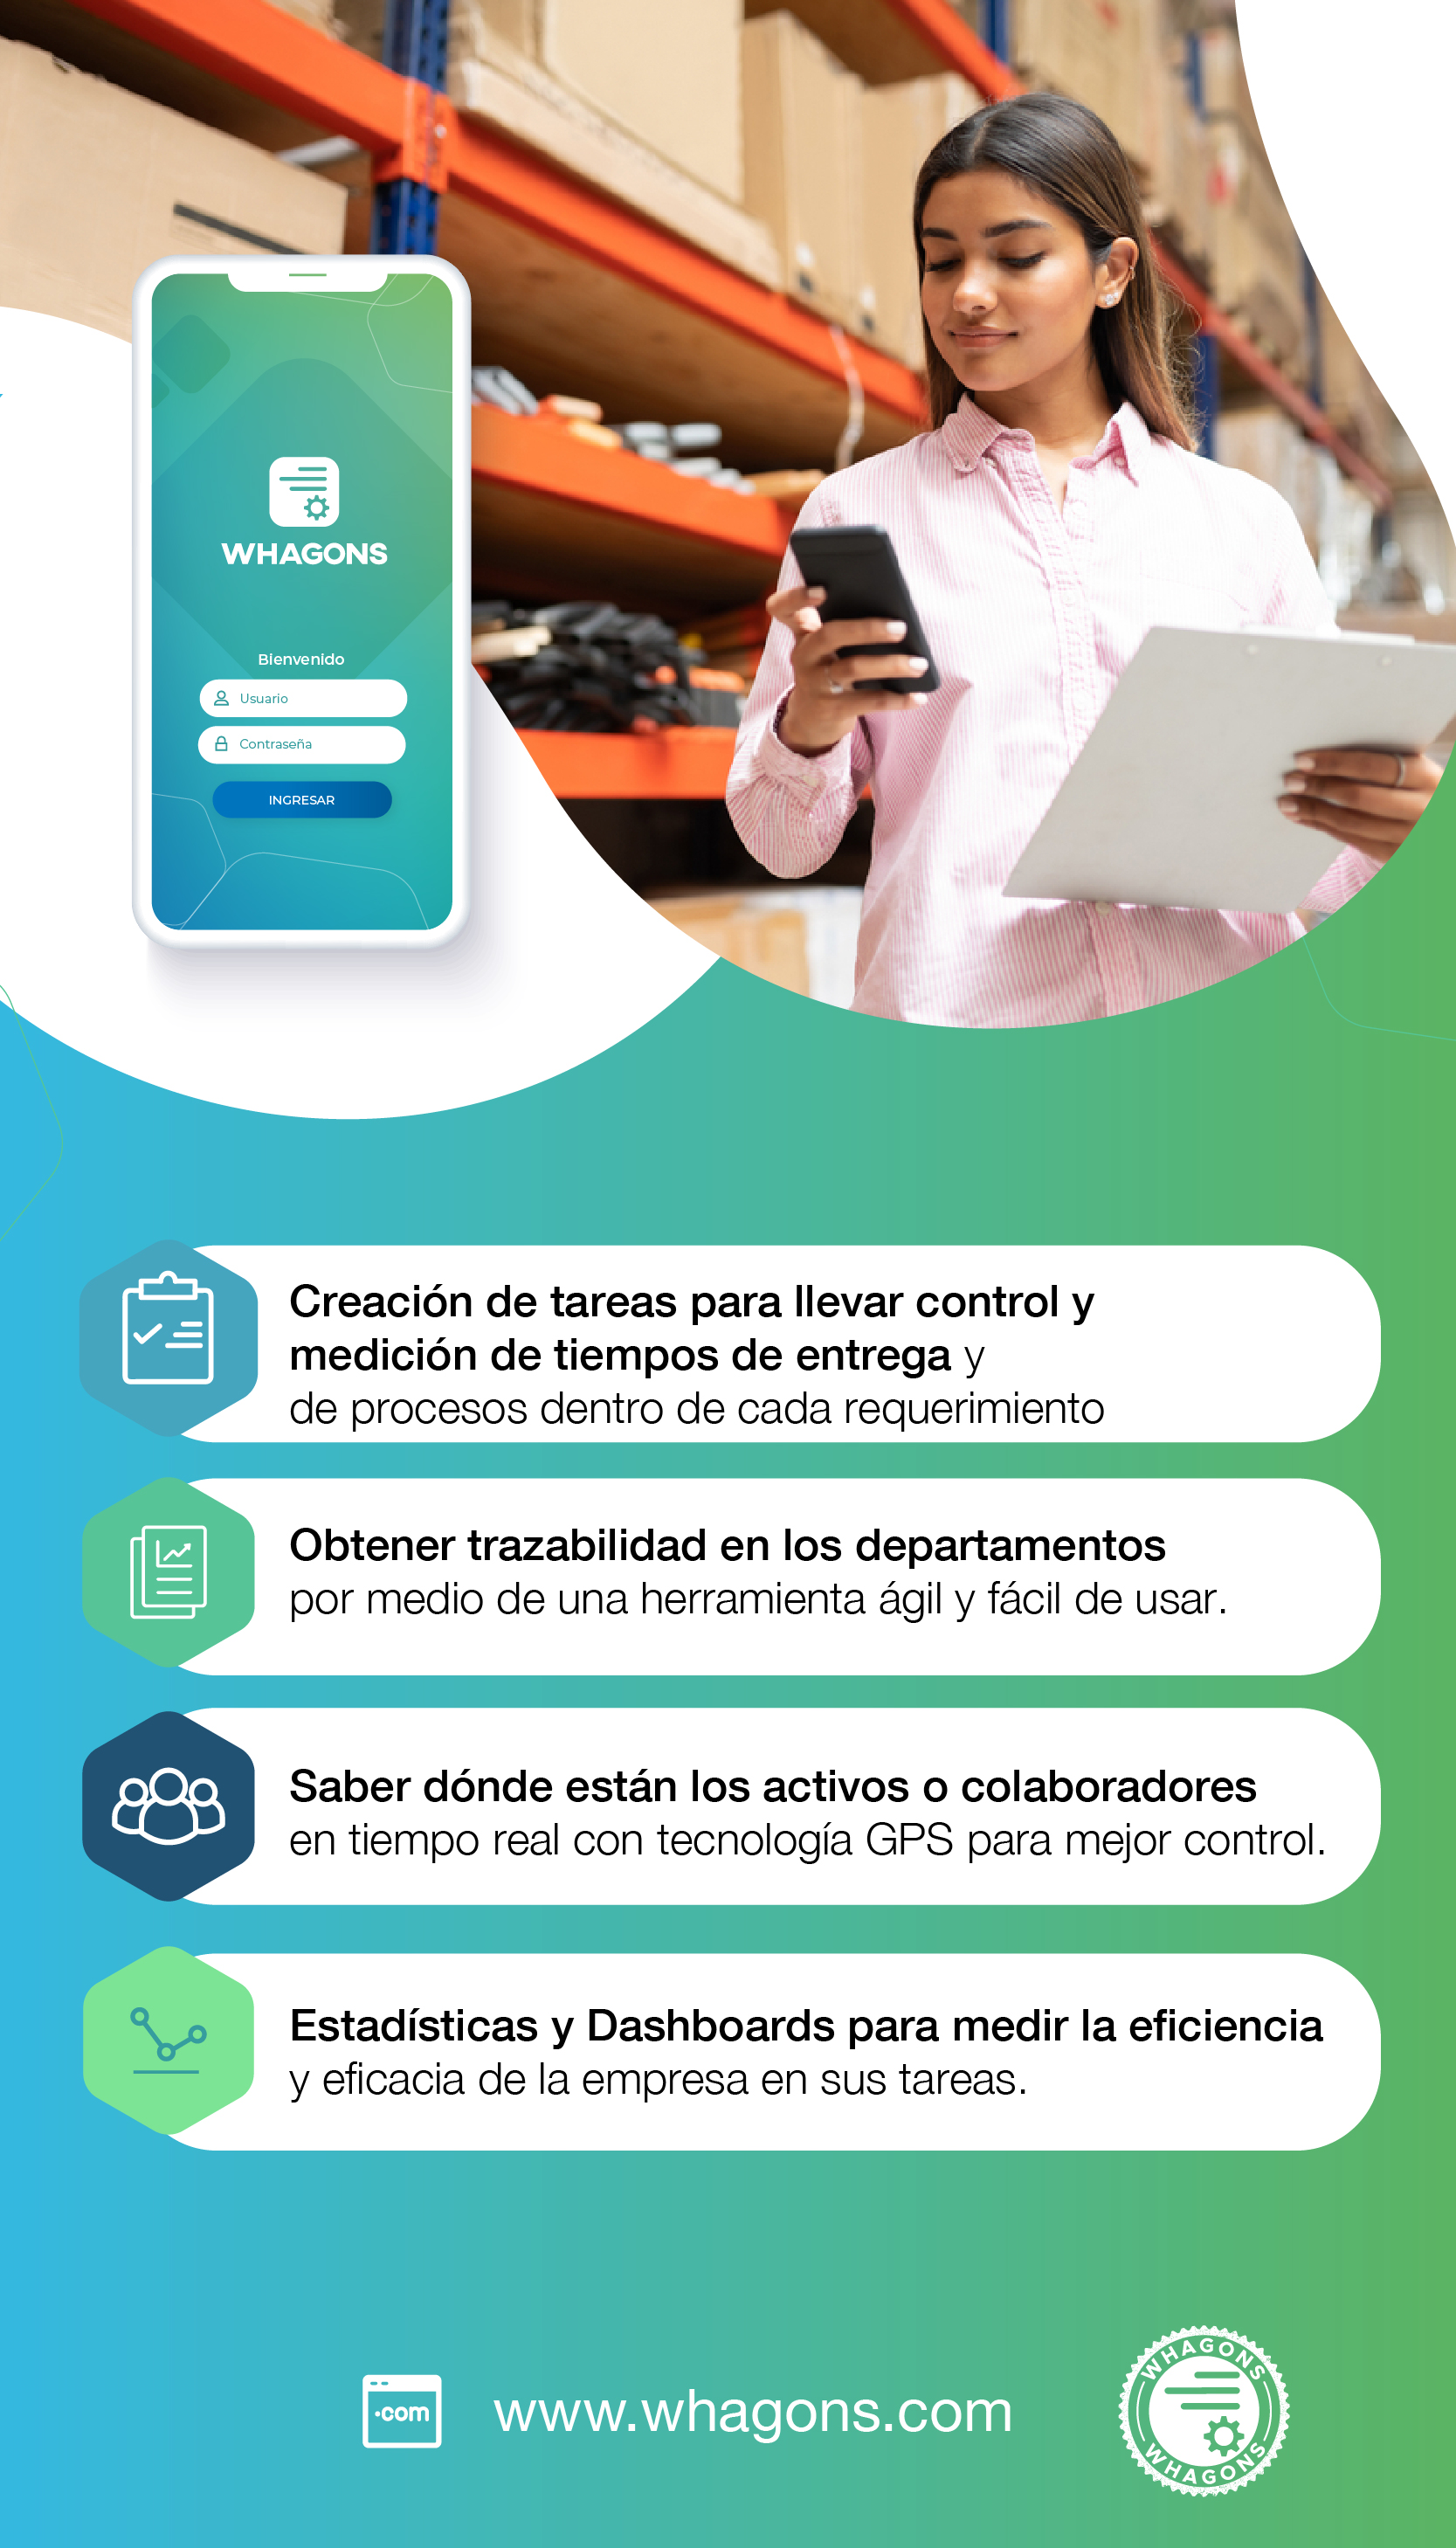 WHAGONS
Bienvenido
Usuario
Contraseña
INGRESAR
Creación de tareas para llevar control y
medición de tiempos de entrega y
de procesos dentro de cada requerimiento
Obtener trazabilidad en los departamentos
por medio de una herramienta ágil y fácil de usar.
Saber dónde están los activos o colaboradores
en tiempo real con tecnología GPS para mejor control.
Estadísticas y Dashboards para medir la eficiencia
y eficacia de la empresa en sus tareas.
.com
www.whagons.com
WHAGONS
WHAGONS